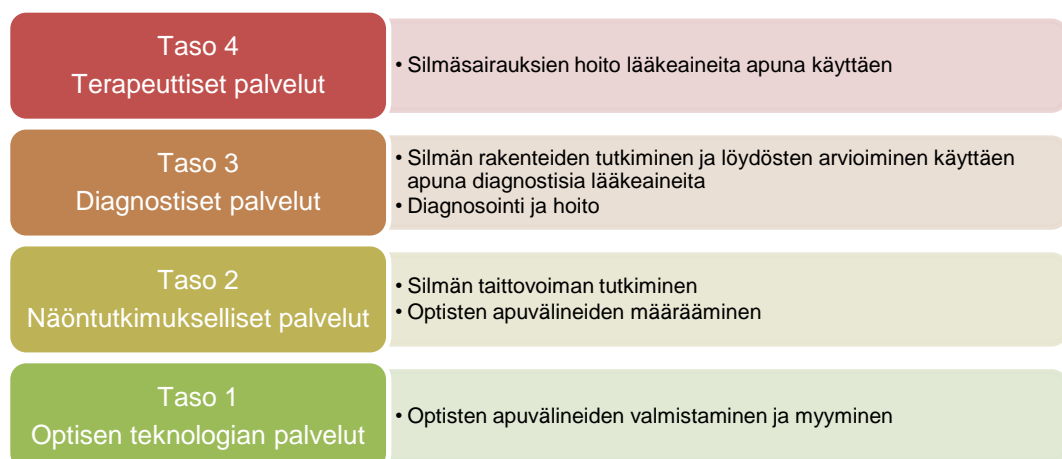 Taso 4
Terapeuttiset palvelut
• Silmäsairauksien hoito lääkeaineita apuna käyttäen
Taso 3
Diagnostiset palvelut
• Silmän rakenteiden tutkiminen ja löydösten arvioiminen käyttäen
apuna diagnostisia lääkeaineita
• Diagnosointi ja hoito
Taso 2
Näöntutkimukselliset palvelut
• Silmän taittovoiman tutkiminen
• Optisten apuvälineiden määrääminen
Taso 1
Optisen teknologian palvelut
• Optisten apuvälineiden valmistaminen ja myyminen